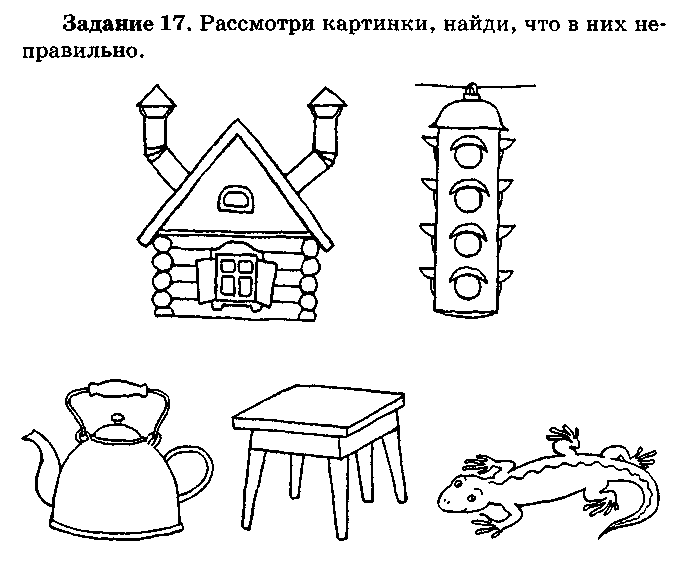 Задание 17. Рассмотри картинки, найди, что в них не-
правильно.